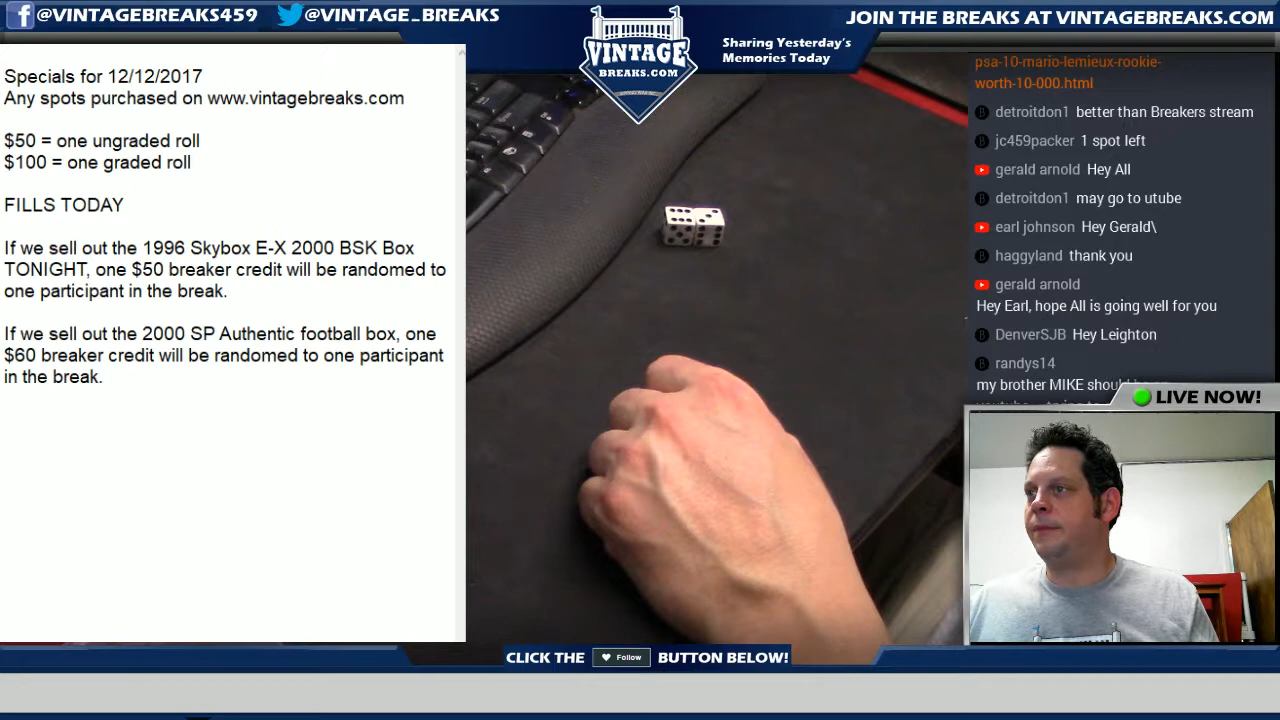 @VINTAGEBREAKS459 @VINTAGE_BREAKS
VINTAGE
BREAKS.COM
Sharing Yesterday's
Memories Today
JOIN THE BREAKS AT VINTAGEBREAKS.COM
Specials for 12/12/2017
Any spots purchased on www.vintagebreaks.com
$50 = one ungraded roll
$100 = one graded roll
FILLS TODAY
If we sell out the 1996 Skybox E-X 2000 BSK Box
TONIGHT, one $50 breaker credit will be randomed to
one participant in the break.
If we sell out the 2000 SP Authentic football box, one
$60 breaker credit will be randomed to one participant
in the break.
psa-10-mario-lemieux-rookie-
worth-10-000.html
detroitdon1 better than Breakers stream
jc459packer 1 spot left
gerald arnold Hey All
detroitdon1 may go to utube
earl johnson Hey Gerald\
haggyland thank you
gerald arnold
Hey Earl, hope All is going well for you
DenverSJB Hey Leighton
randys14
my brother MIKE should
LIVE NOW!
CLICK THE Follow BUTTON BELOW!